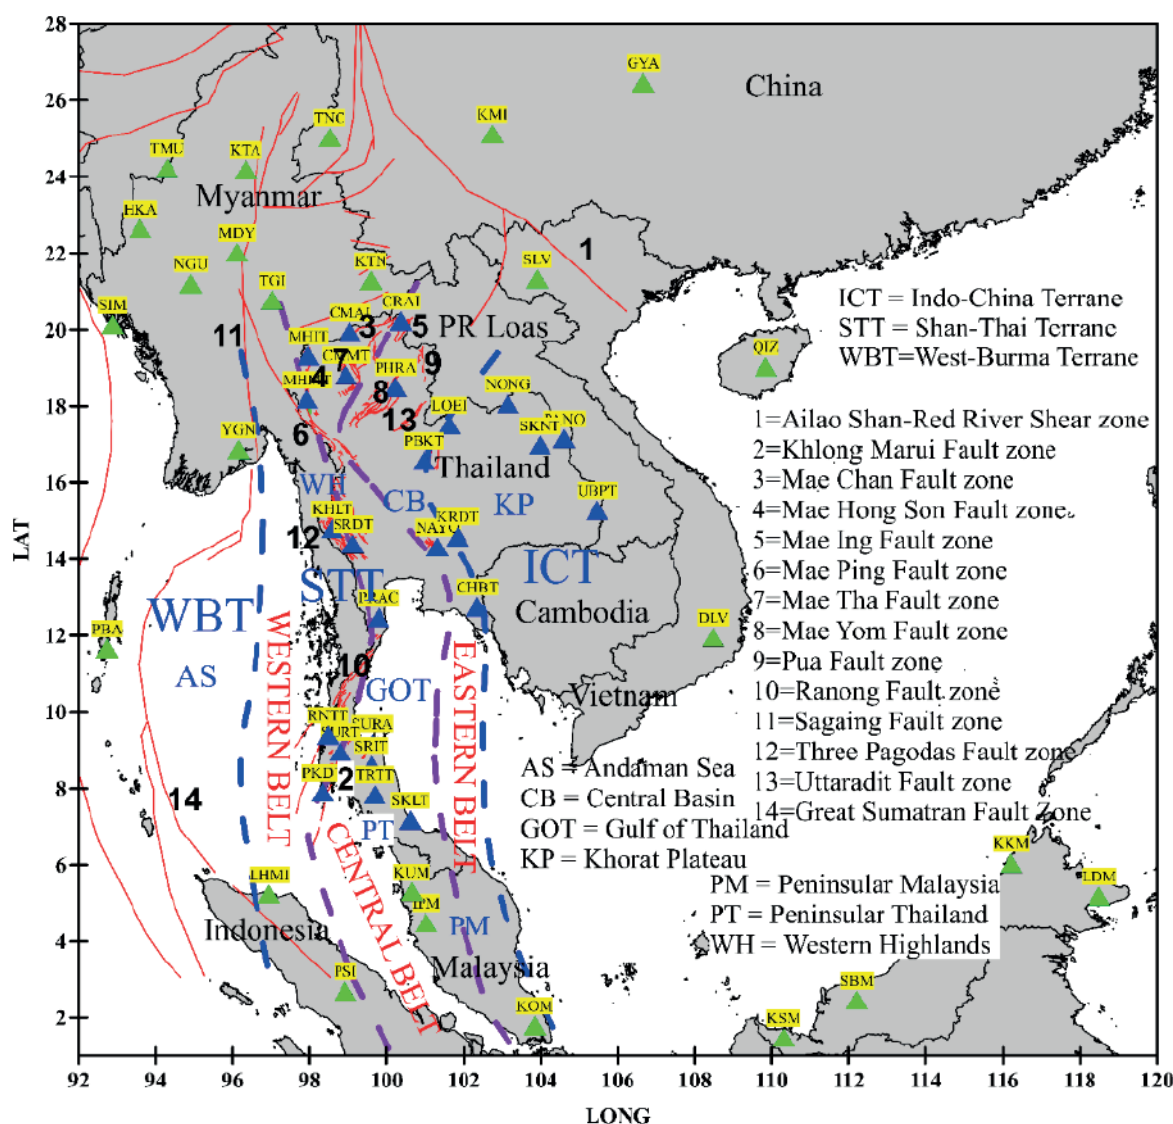 28
26
24
22
20
18
16
14
12
10
8
6
4
2
LAT
92
94
96
98
100
102
104
106
108
110
112
114
116
118
120
LONG
GYA
China
TNC
KMI
TMU
KTA
Myanmar
HKA
MDY
1
NGU
TGI
KTN
SLV
SIM
CMAI
CRAI
3
5
PR Loas
11
MHIT
7
PHRA
9
QIZ
4
8
NONG
13
LOEI
SKNT
YGN
6
PBKT
Thailand
WH
CB
KP
UBPT
KHLT
SRDT
KRDT
12
STT
ICT
CHBT
PRAC
Cambodia
WBT
DLV
PBA
AS
WESTERN BELT
10
GOT
EASTERN BELT
Vietnam
RNTT
SRIT
TRTT
2
14
SKLT
PT
CENTRAL BELT
LHMI
KUM
Indonesia
PM
Malaysia
PSI
KOM
KKM
LDM
SBM
KSM
ICT = Indo-China Terrane
STT = Shan-Thai Terrane
WBT=West-Burma Terrane
1=Ailao Shan-Red River Shear zone
2=Khlong Marui Fault zone
3=Mae Chan Fault zone
4=Mae Hong Son Fault zone
5=Mae Ing Fault zone
6=Mae Ping Fault zone
7=Mae Tha Fault zone
8=Mae Yom Fault zone
9=Pua Fault zone
10=Ranong Fault zone
11=Sagaing Fault zone
12=Three Pagodas Fault zone
13=Uttaradit Fault zone
14=Great Sumatran Fault Zone
AS = Andaman Sea
CB = Central Basin
GOT = Gulf of Thailand
KP = Khorat Plateau
PM = Peninsular Malaysia
PT = Peninsular Thailand
WH = Western Highlands